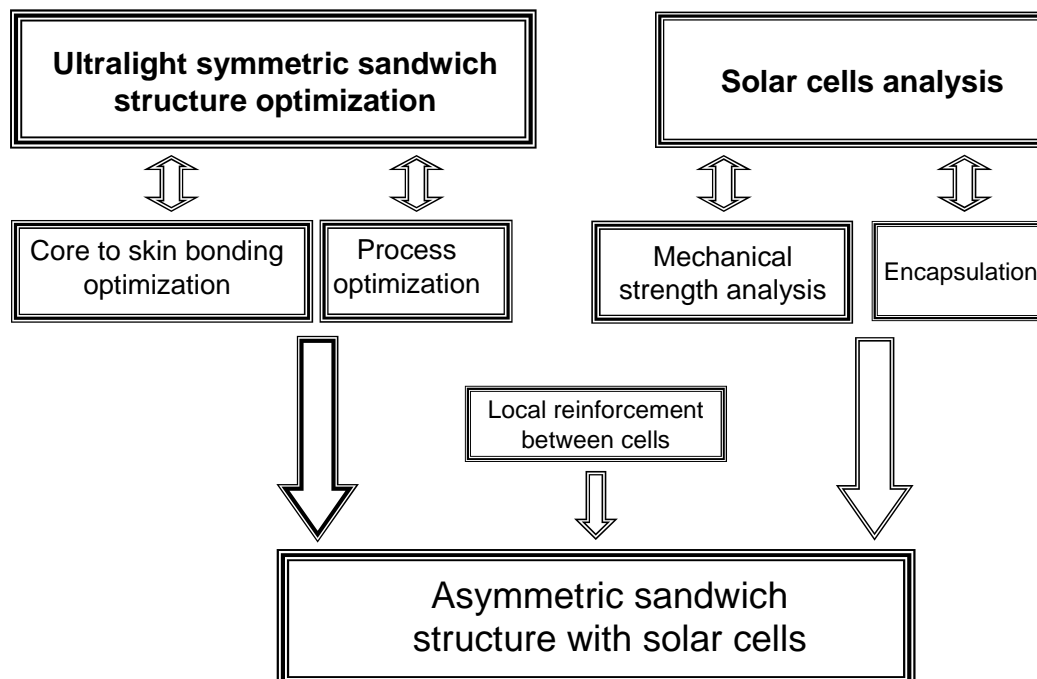 Ultralight symmetric sandwich
structure optimization
Solar cells analysis
Core to skin bonding
optimization
Process
optimization
Mechanical
strength analysis
Encapsulation
Local reinforcement
between cells
Asymmetric sandwich
structure with solar cells